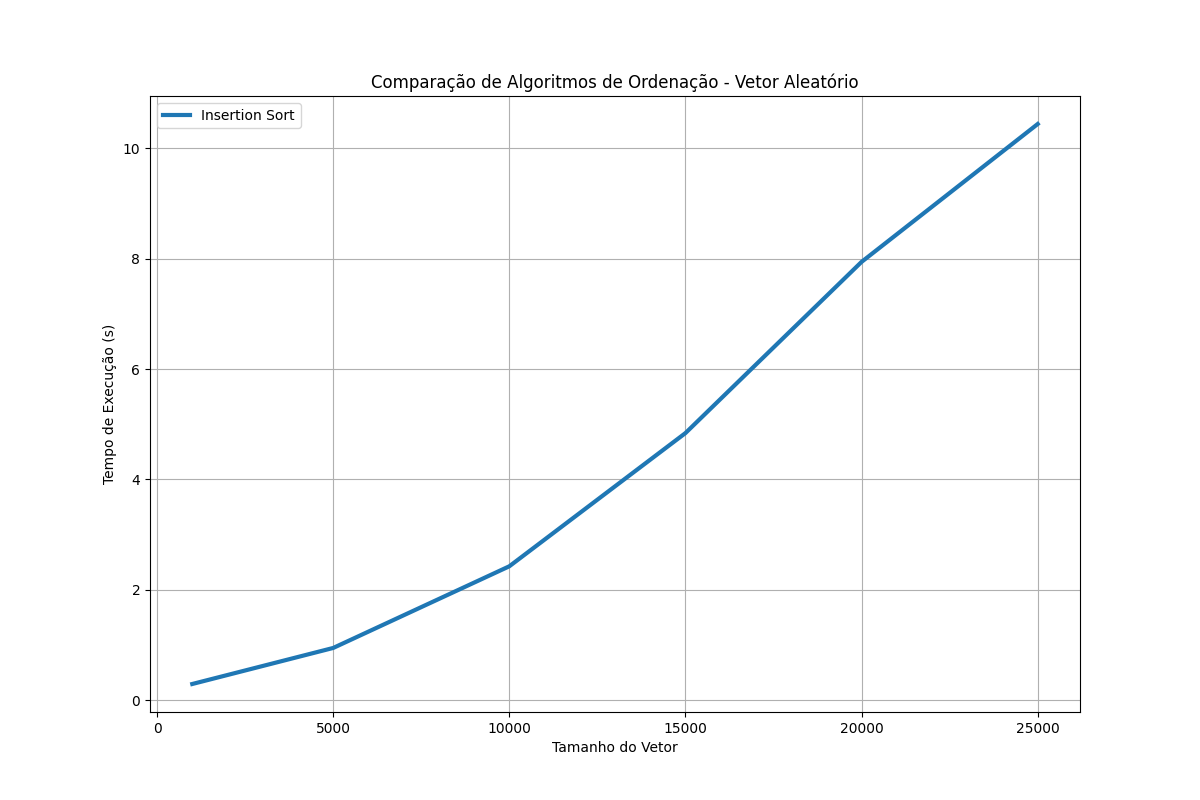 Comparação de Algoritmos de Ordenação - Vetor Aleatório
Insertion Sort
10
8
6
4
2
0
Tempo de Execução (s)
0 5000 10000 15000 20000 25000
Tamanho do Vetor